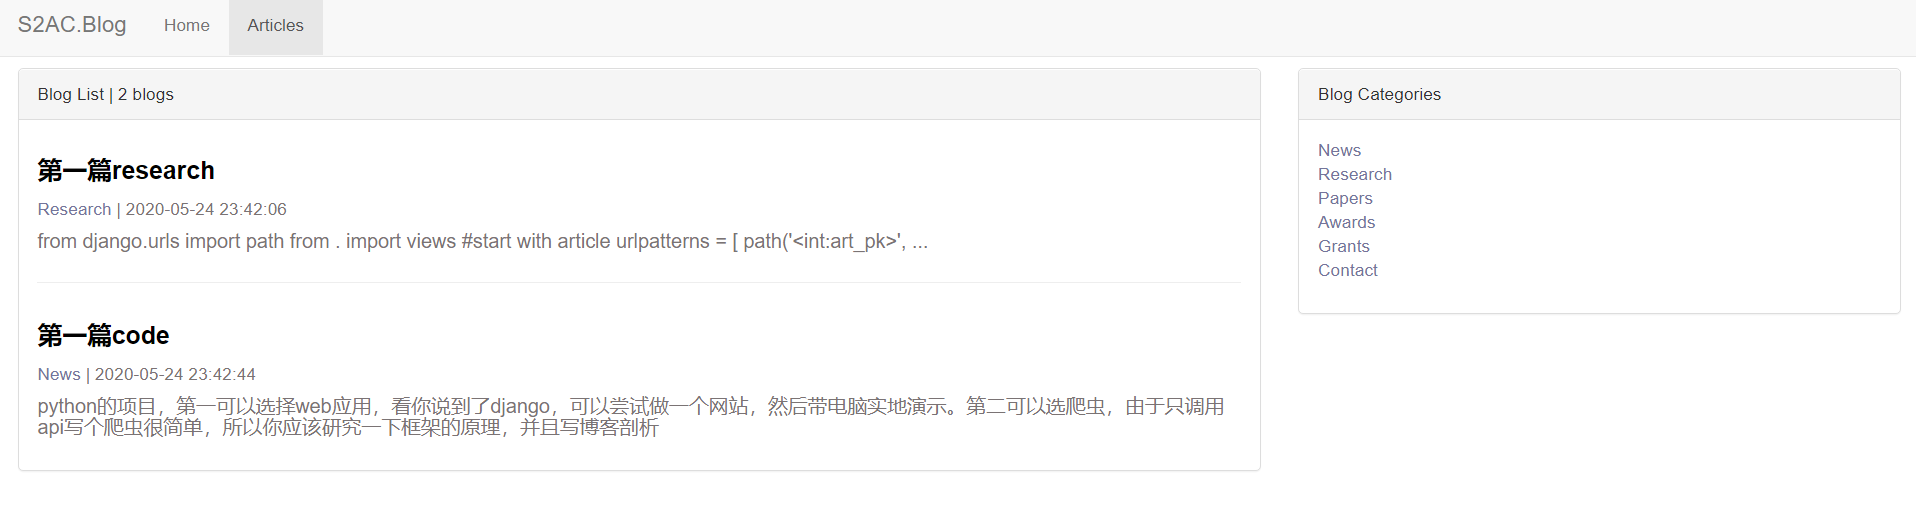 S2AC.Blog Home Articles
Blog List | 2 blogs
第一篇research
Research | 2020-05-24 23:42:06
from django.urls import path from . import views #start with article urlpatterns = [ path('<int:art_pk>', ...
第一篇code
News | 2020-05-24 23:42:44
python的项目，第一可以选择web应用，看你说到了django，可以尝试做一个网站，然后带电脑实地演示。第二可以选爬虫，由于只调用
api写个爬虫很简单，所以你应该研究一下框架的原理，并且写博客剖析
Blog Categories
News
Research
Papers
Awards
Grants
Contact